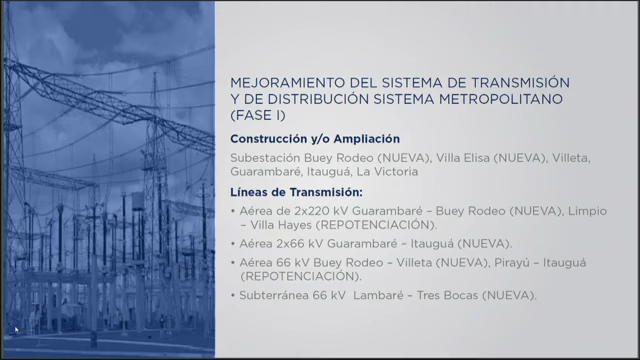 MEJORAMIENTO DEL SISTEMA DE TRANSMISIÓN
Y DE DISTRIBUCIÓN SISTEMA METROPOLITANO
(FASE I)
Construcción y/o Ampliación
Subestación Buey Rodeo (NUEVA), Villa Elisa (NUEVA), Villeta,
Guarambaré, Itauguá, La Victoria
Líneas de Transmisión:
• Aérea de 2x220 kV Guarambaré – Buey Rodeo (NUEVA), Limpio
– Villa Hayes (REPOTENCIACIÓN).
• Aérea 2x66 kV Guarambaré – Itauguá (NUEVA).
• Aérea 66 kV Buey Rodeo – Villeta (NUEVA), Pirayú – Itauguá
(REPOTENCIACIÓN).
• Subterránea 66 kV Lambaré – Tres Bocas (NUEVA).